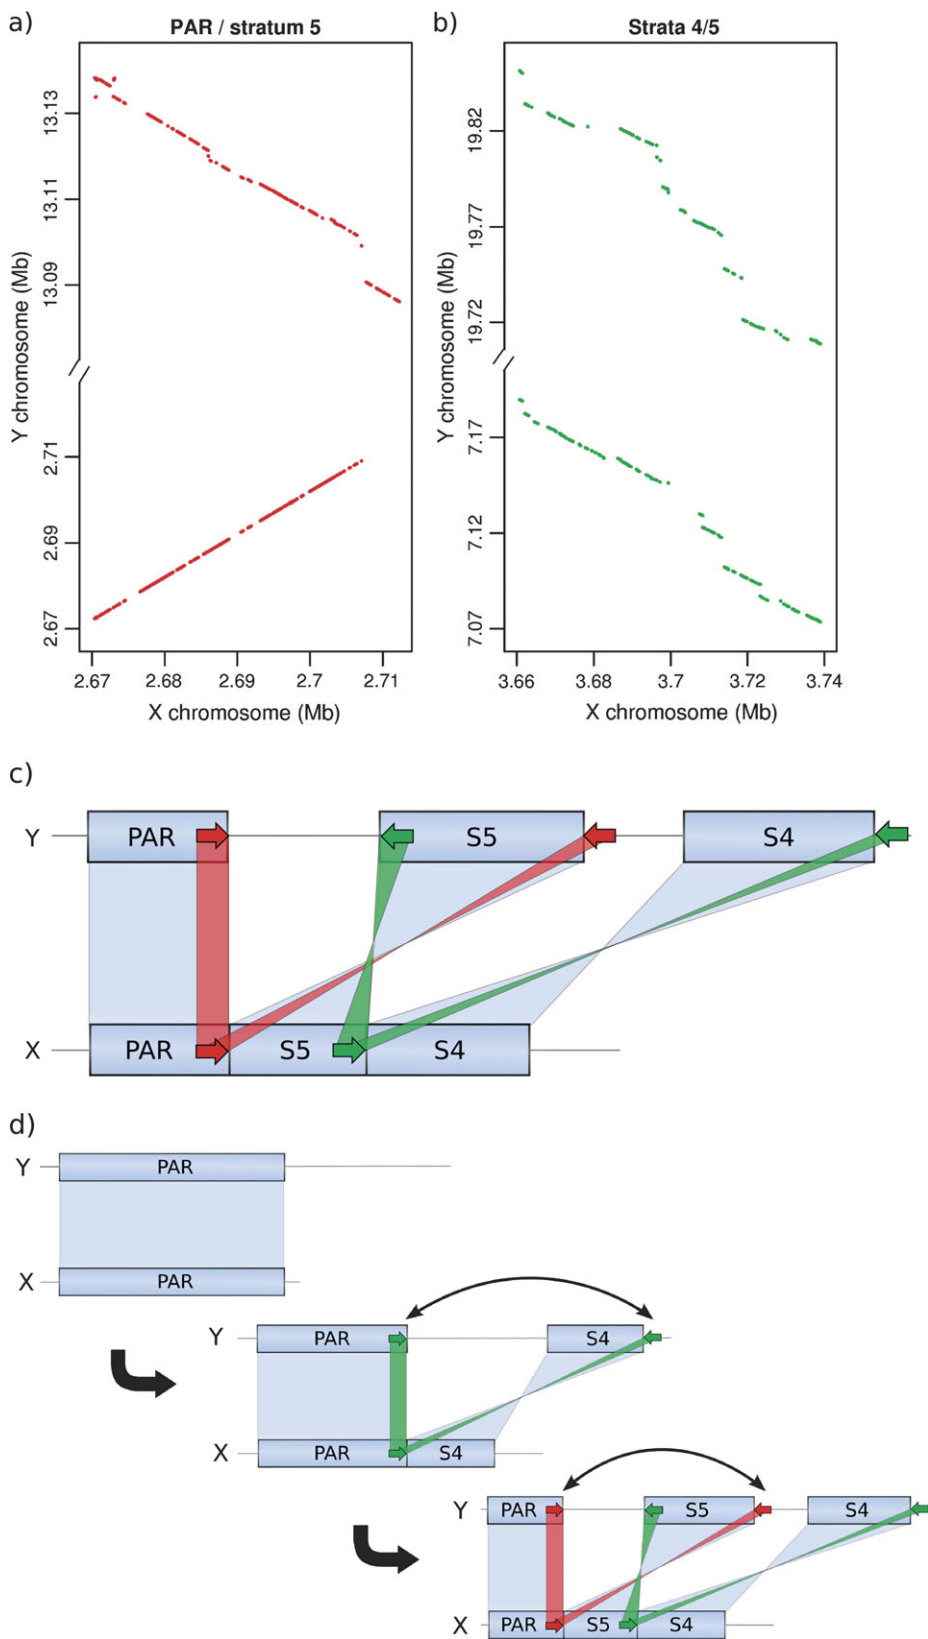 a) PAR / stratum 5
b) Strata 4/5
Y chromosome (Mb)
13.13
13.11
13.09
2.71
2.69
2.67
2.67 2.68 2.69 2.7 2.71
X chromosome (Mb)
Y chromosome (Mb)
19.82
19.77
19.72
7.17
7.12
7.07
3.66 3.68 3.7 3.72 3.74
X chromosome (Mb)
c)
Y PAR S5 S4
X PAR S5 S4
d)
Y PAR
X PAR
Y PAR S4
X PAR S4
Y PAR S5 S4
X PAR S5 S4